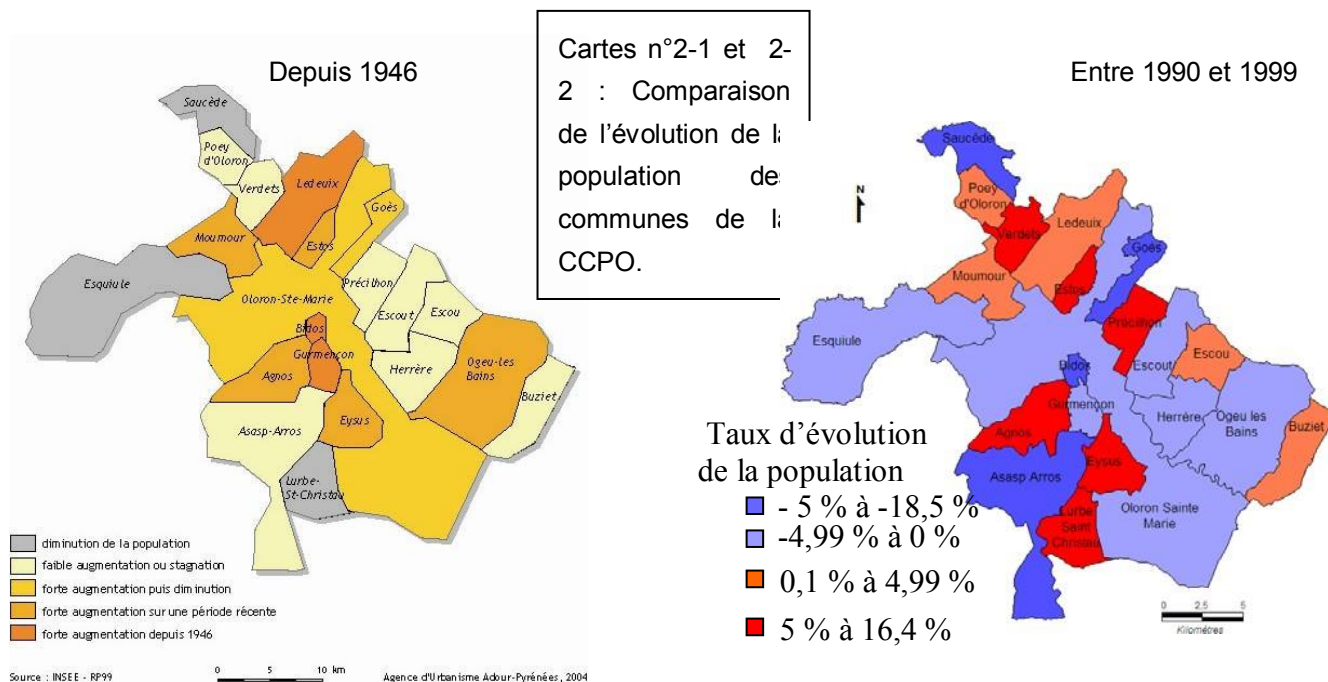 Depuis 1946
Cartes n°2-1 et 2-
2 : Comparaison
de l'évolution de la
population des
communes de la
CCPO.
Entre 1990 et 1999
Saucède
Poey
d'Oloron
Verdets
Ledeuix
Goès
Estos
Moumour
Esquiule
Oloron-Ste-Marie
Précilhon
Escout
Escou
Bidos
Gurmençon
Herrère
Ogeu-les
Bains
Buziet
Agnos
Eysus
Asasp-Arros
Lurbe-
St-Christau
diminution de la population
faible augmentation ou stagnation
forte augmentation puis diminution
forte augmentation sur une période récente
forte augmentation depuis 1946
Source : INSEE - RP99
0 5 10 km
Agence d'Urbanisme Adour-Pyrénées, 2004
N
Saucède
Poey
d'Oloron
Ledeuix
Verdets
Goès
Moumour
Estos
Précilhon
Esquiule
Escout
Escou
Bidos
Gurmençon
Herrère
Ogeu les
Bains
Buziet
Agnos
Eysus
Asasp Arros
Lurbe
Saint
Christau
Oloron Sainte
Marie
Taux d'évolution
de la population
- 5 % à -18,5 %
-4,99 % à 0 %
0,1 % à 4,99 %
5 % à 16,4 %
0 2.5 5
Kilomètres